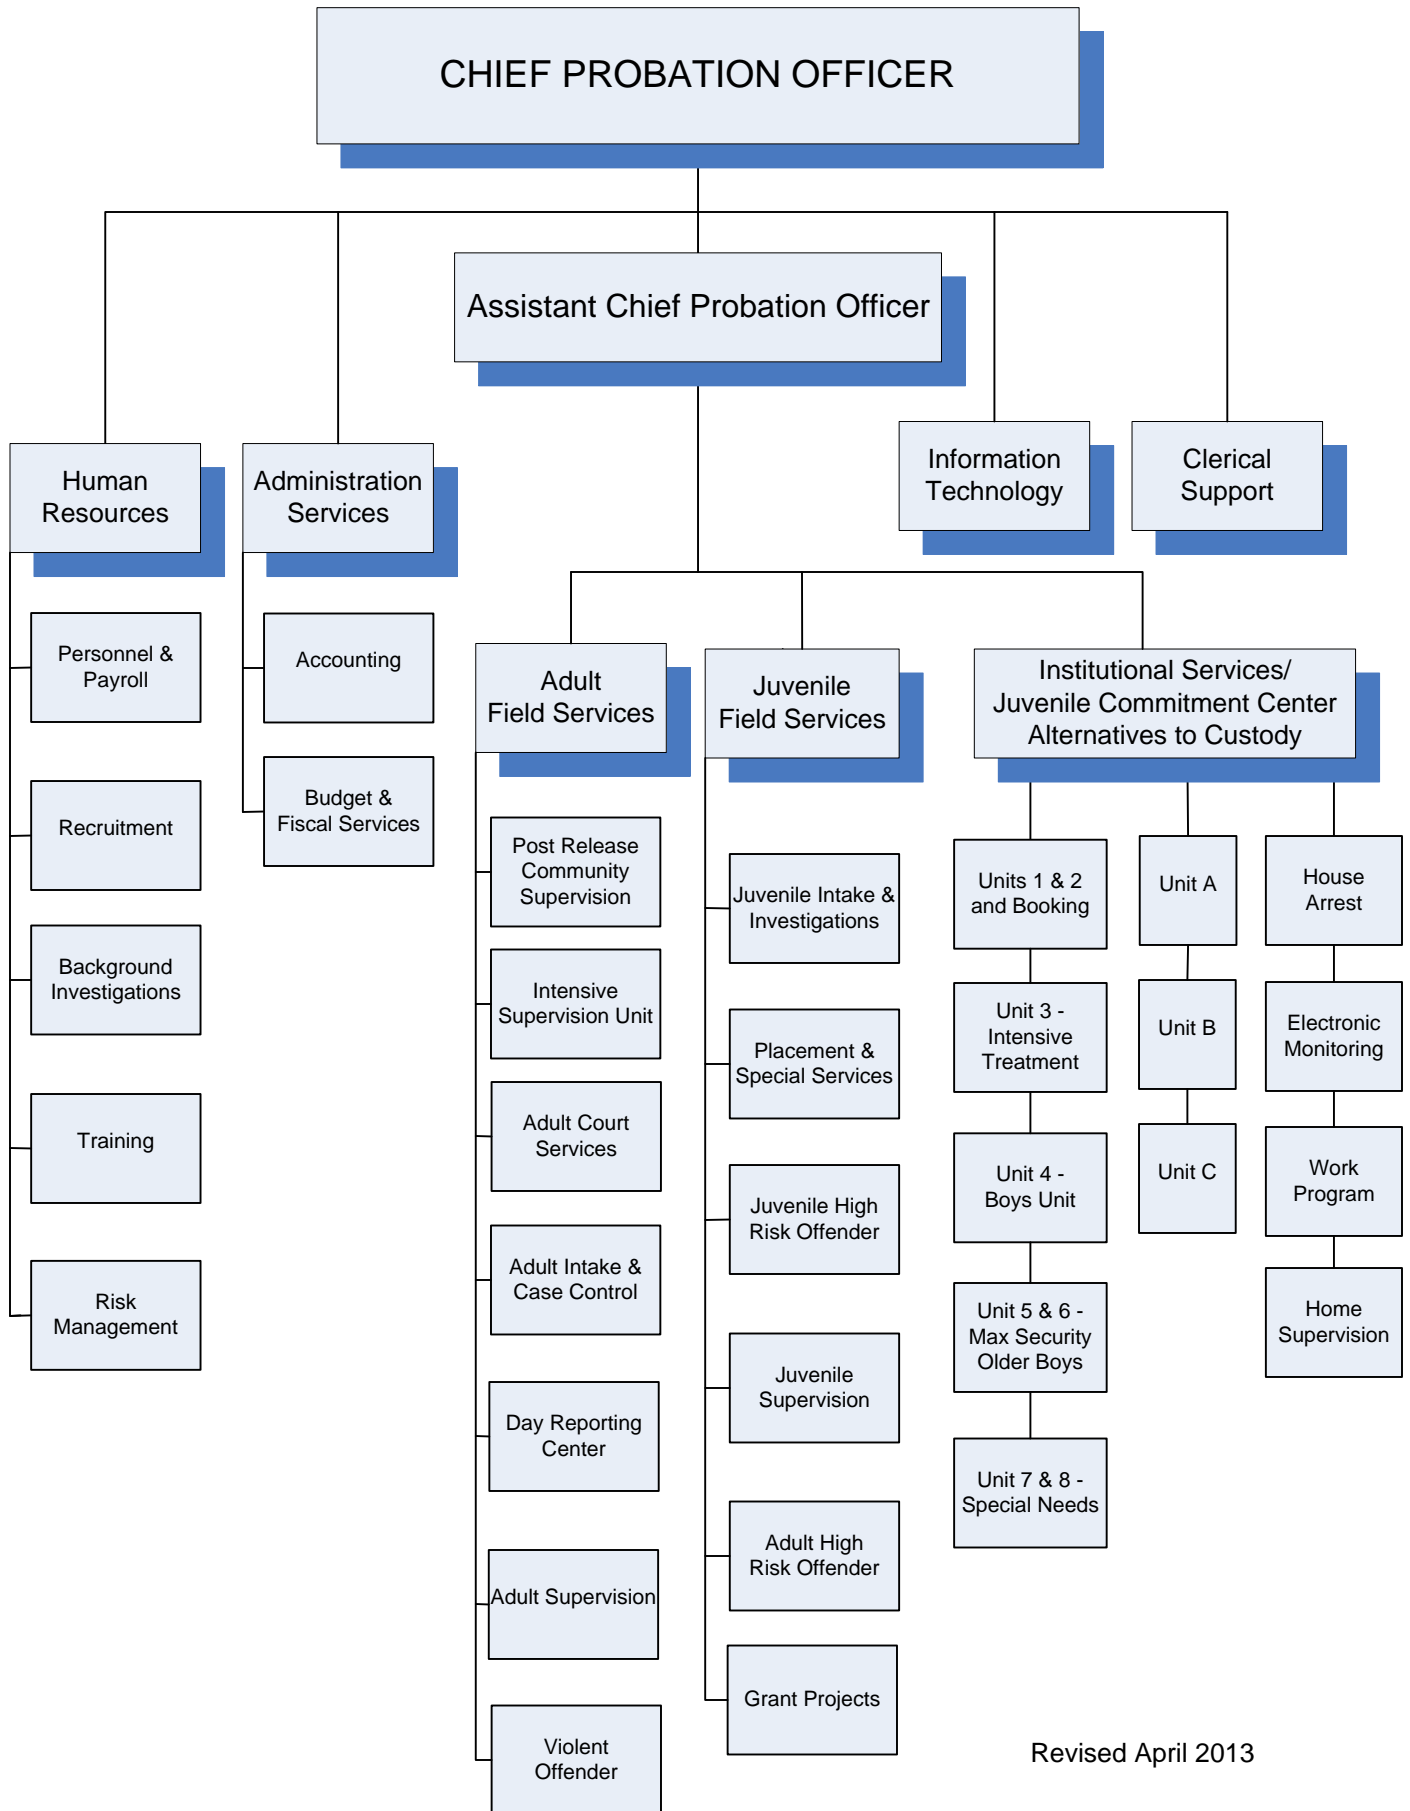 CHIEF PROBATION OFFICER
Assistant Chief Probation Officer
Human
Resources
Administration
Services
Information
Technology
Clerical
Support
Personnel &
Payroll
Recruitment
Background
Investigations
Training
Risk
Management
Accounting
Budget &
Fiscal Services
Adult
Field Services
Post Release
Community
Supervision
Intensive
Supervision Unit
Adult Court
Services
Adult Intake &
Case Control
Day Reporting
Center
Adult Supervision
Violent
Offender
Juvenile
Field Services
Juvenile Intake &
Investigations
Placement &
Special Services
Juvenile High
Risk Offender
Juvenile
Supervision
Adult High
Risk Offender
Grant Projects
Institutional Services/
Juvenile Commitment Center
Alternatives to Custody
Units 1 & 2
and Booking
Unit 3 -
Intensive
Treatment
Unit 4 -
Boys Unit
Unit 5 & 6 -
Max Security
Older Boys
Unit 7 & 8 -
Special Needs
Unit A
Unit B
Unit C
House
Arrest
Electronic
Monitoring
Work
Program
Home
Supervision
Revised April 2013